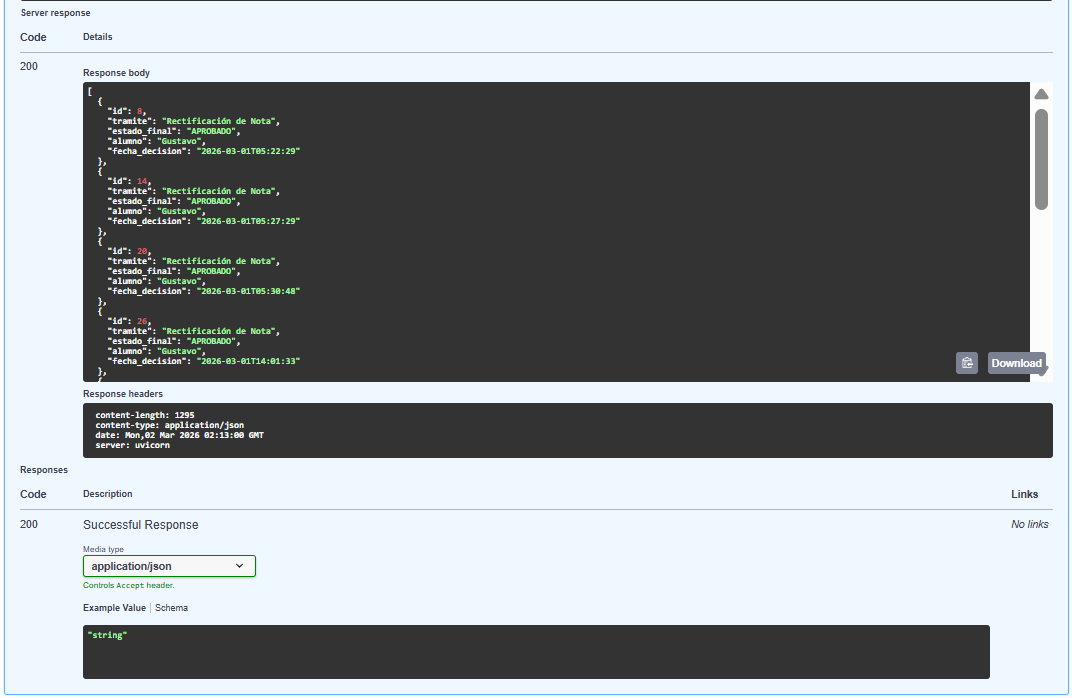 Server response
Code Details
200
Response body
[
  {
    "id": 8,
    "tramite": "Rectificación de Nota",
    "estado_final": "APROBADO",
    "alumno": "Gustavo",
    "fecha_decision": "2026-03-01T05:22:29"
  },
  {
    "id": 14,
    "tramite": "Rectificación de Nota",
    "estado_final": "APROBADO",
    "alumno": "Gustavo",
    "fecha_decision": "2026-03-01T05:27:29"
  },
  {
    "id": 20,
    "tramite": "Rectificación de Nota",
    "estado_final": "APROBADO",
    "alumno": "Gustavo",
    "fecha_decision": "2026-03-01T05:30:48"
  },
  {
    "id": 26,
    "tramite": "Rectificación de Nota",
    "estado_final": "APROBADO",
    "alumno": "Gustavo",
    "fecha_decision": "2026-03-01T14:01:33"
  },
  {
Download
Response headers
content-length: 1295
content-type: application/json
date: Mon,02 Mar 2026 02:13:00 GMT
server: uvicorn
Responses
Code Description Links
200 Successful Response No links
Media type
application/json
Controls Accept header.
Example Value | Schema
"string"